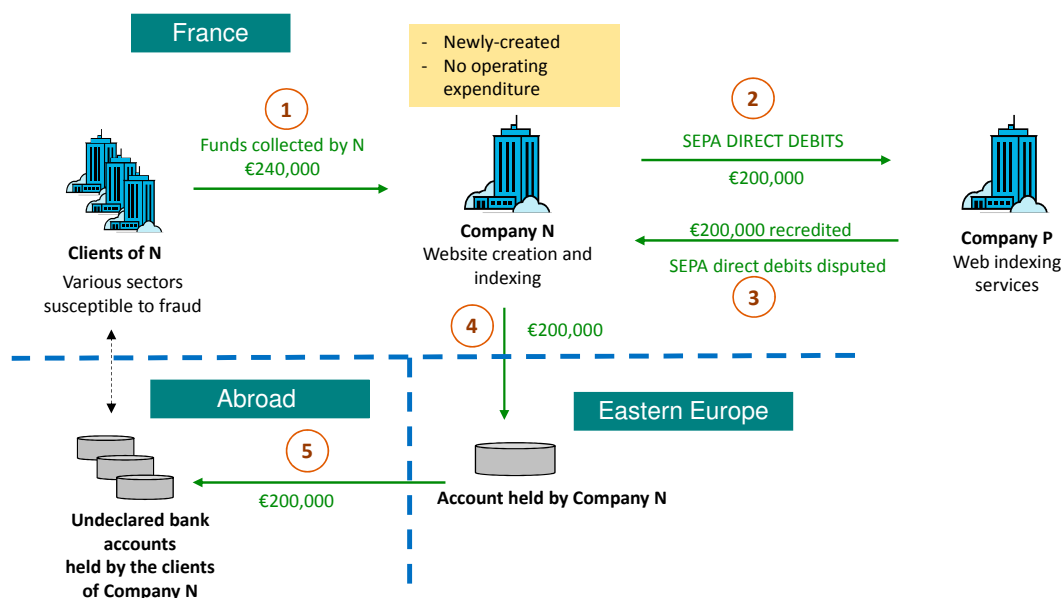 France
- Newly-created
- No operating
expenditure
1
2
Funds collected by N
€240,000
SEPA DIRECT DEBITS
€200,000
Clients of N
Various sectors
susceptible to fraud
Company N
Website creation and
indexing
€200,000 recredited
SEPA direct debits disputed
3
Company P
Web indexing
services
4
€200,000
Abroad
Eastern Europe
5
€200,000
Account held by Company N
Undeclared bank
accounts
held by the clients
of Company N